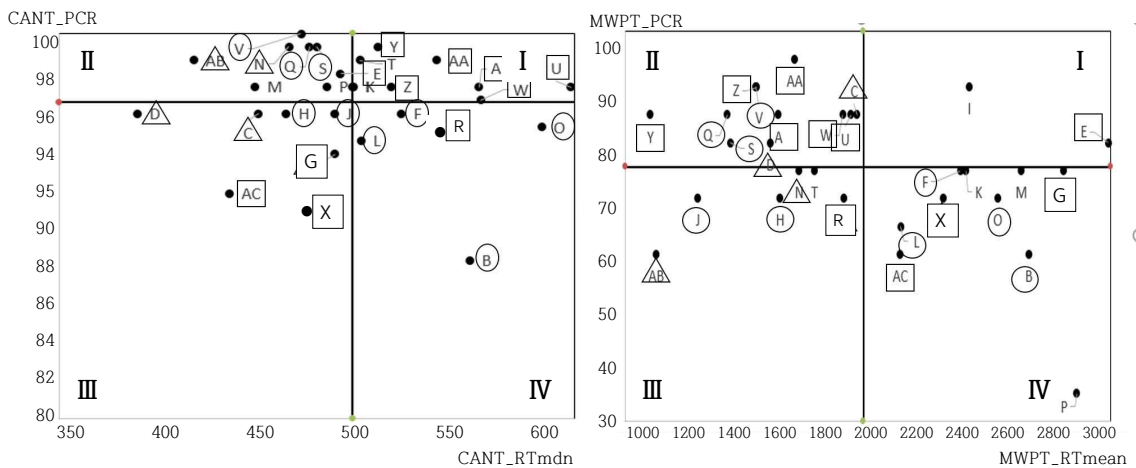 CANT_PCR
100
98
96
94
95
90
88
86
84
82
80
350 400 450 500 550 600
CANT_RTmdn
II I III IV
V Y
AB N Q S T AA
E A U
M P K Z W
D H J F
C R O
L
G
AC X
B
MWPT_PCR
100
90
80
70
60
50
40
30
1000 1200 1400 1600 1800 2000 2200 2400 2600 2800 3000
MWPT_RTmean
II I III IV
AA
Z C I
Y Q V A W U E
S
D N T F K M G
J H R X O
L
AB AC B
P